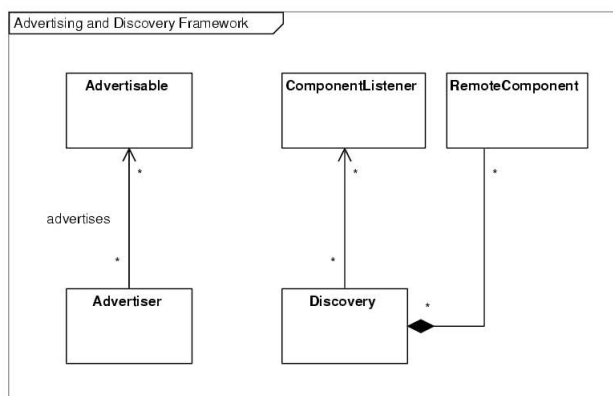 Advertising and Discovery Framework
Advertisable
ComponentListener
RemoteComponent
*
*
*
advertises
*
*
Advertiser
Discovery
*